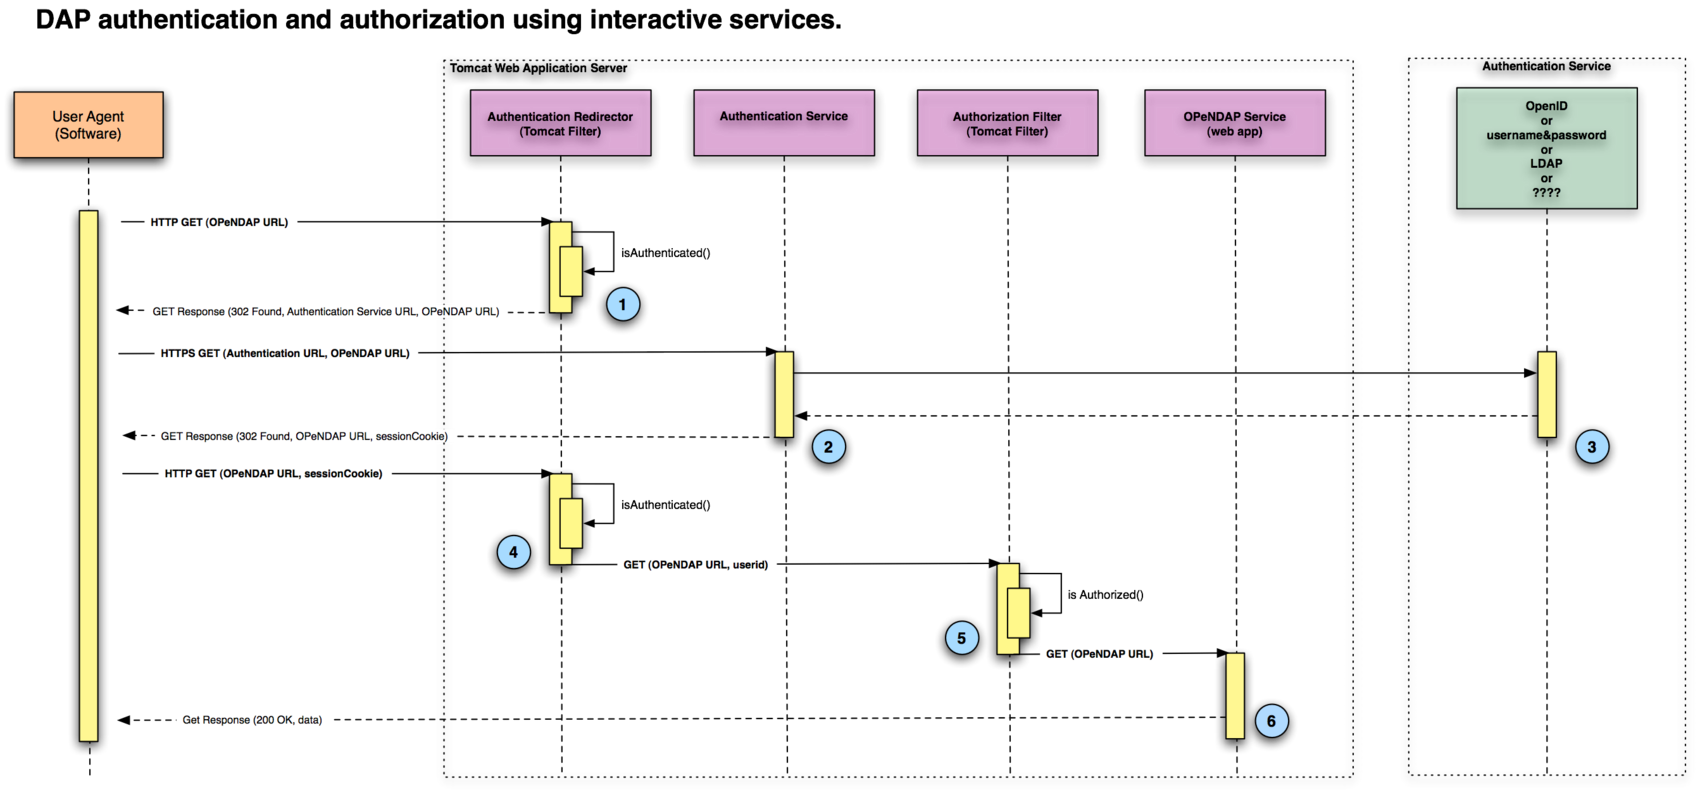 DAP authentication and authorization using interactive services.
Tomcat Web Application Server
Authentication Service
User Agent
(Software)
Authentication Redirector
(Tomcat Filter)
Authentication Service
Authorization Filter
(Tomcat Filter)
OPeNDAP Service
(web app)
OpenID
or
username&password
or
LDAP
or
????
HTTP GET (OPeNDAP URL)
isAuthenticated()
1
GET Response (302 Found, Authentication Service URL, OPeNDAP URL)
HTTPS GET (Authentication URL, OPeNDAP URL)
GET Response (302 Found, OPeNDAP URL, sessionCookie)
2
3
HTTP GET (OPeNDAP URL, sessionCookie)
isAuthenticated()
4
GET (OPeNDAP URL, userid)
is Authorized()
5
GET (OPeNDAP URL)
Get Response (200 OK, data)
6